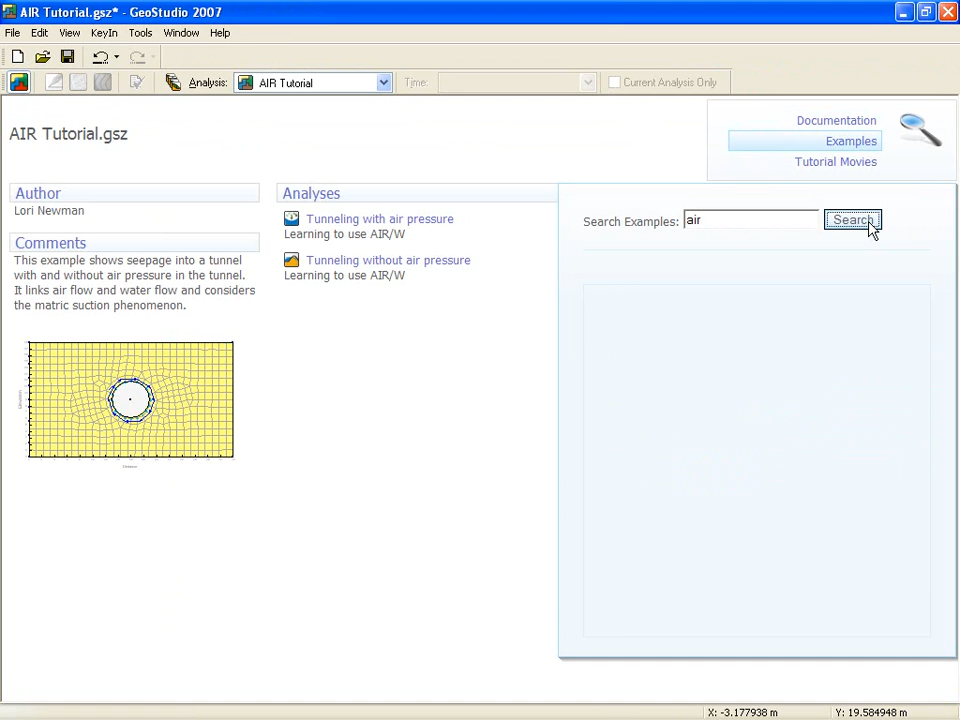 AIR Tutorial.gsz* - GeoStudio 2007
File Edit View KeyIn Tools Window Help
Analysis: AIR Tutorial Time: Current Analysis Only
AIR Tutorial.gsz
Documentation
Examples
Tutorial Movies
Author
Lori Newman
Comments
This example shows seepage into a tunnel
with and without air pressure in the tunnel.
It links air flow and water flow and considers
the matric suction phenomenon.
Analyses
Tunneling with air pressure
Learning to use AIR/W
Tunneling without air pressure
Learning to use AIR/W
Search Examples: air Search
X: -3.177938 m Y: 19.584948 m